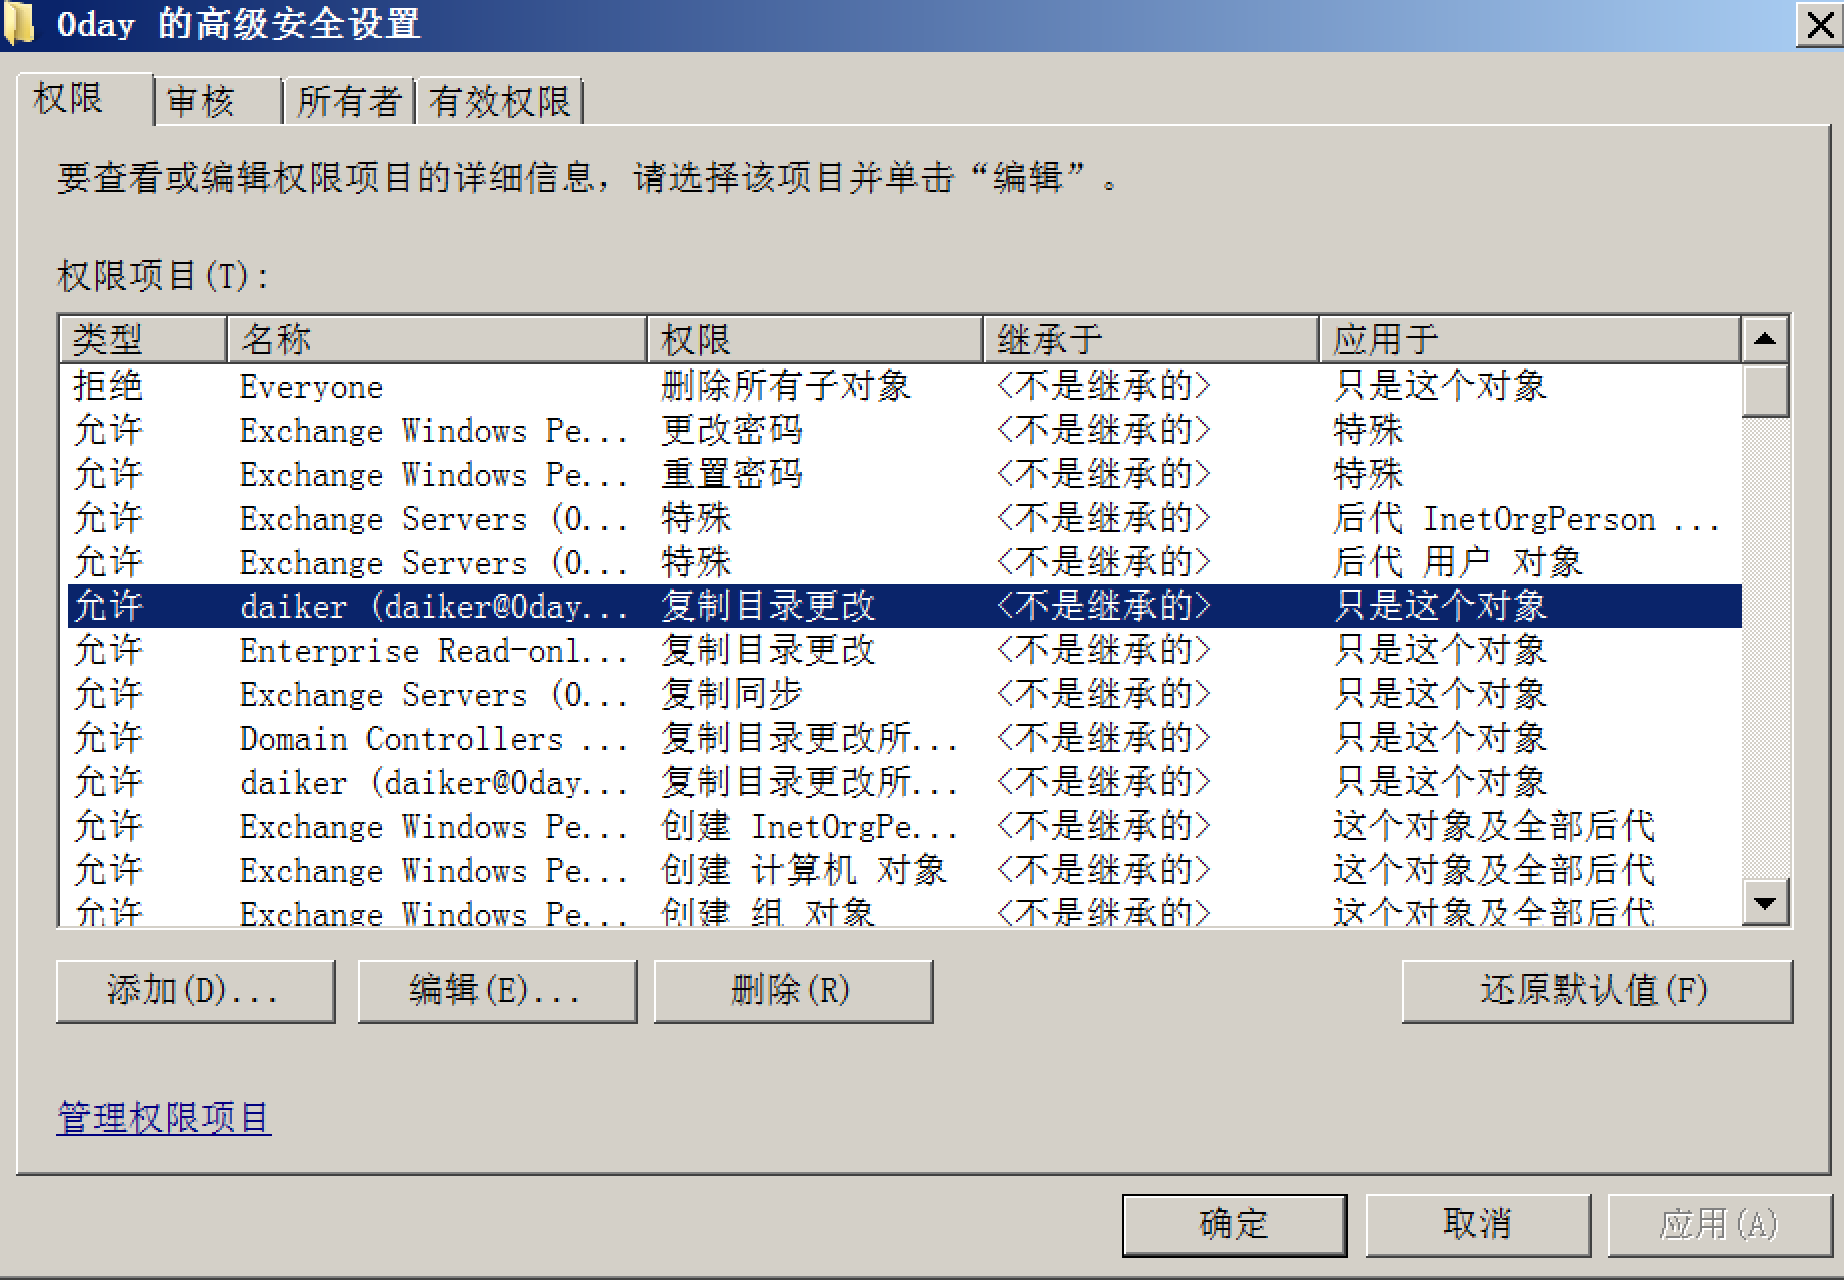 0day 的高级安全设置
权限 审核 所有者 有效权限
要查看或编辑权限项目的详细信息，请选择该项目并单击“编辑”。
权限项目(T):
类型 名称 权限 继承于 应用于
拒绝 Everyone 删除所有子对象 <不是继承的> 只是这个对象
允许 Exchange Windows Pe... 更改密码 <不是继承的> 特殊
允许 Exchange Windows Pe... 重置密码 <不是继承的> 特殊
允许 Exchange Servers (0... 特殊 <不是继承的> 后代 InetOrgPerson ...
允许 Exchange Servers (0... 特殊 <不是继承的> 后代 用户 对象
允许 daiker (daiker@0day... 复制目录更改 <不是继承的> 只是这个对象
允许 Enterprise Read-onl... 复制目录更改 <不是继承的> 只是这个对象
允许 Exchange Servers (0... 复制同步 <不是继承的> 只是这个对象
允许 Domain Controllers ... 复制目录更改所... <不是继承的> 只是这个对象
允许 daiker (daiker@0day... 复制目录更改所... <不是继承的> 只是这个对象
允许 Exchange Windows Pe... 创建 InetOrgPe... <不是继承的> 这个对象及全部后代
允许 Exchange Windows Pe... 创建 计算机 对象 <不是继承的> 这个对象及全部后代
允许 Exchange Windows Pe... 创建 组 对象 <不是继承的> 这个对象及全部后代
添加(D)... 编辑(E)... 删除(R) 还原默认值(F)
管理权限项目
确定 取消 应用(A)